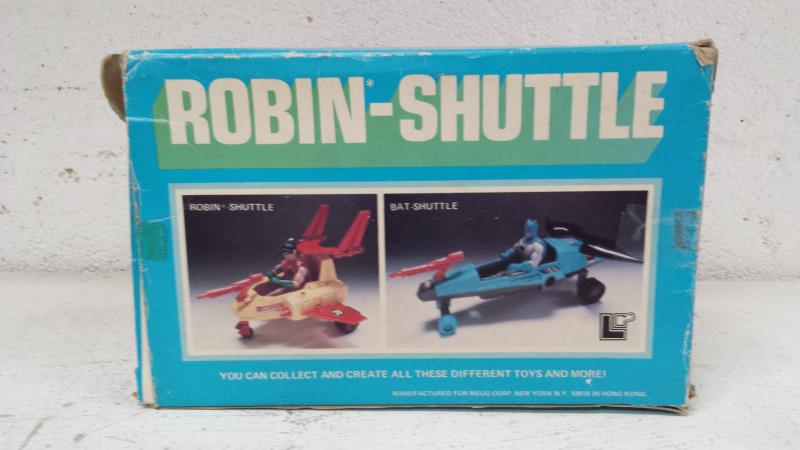 ROBIN*-SHUTTLE
ROBIN* SHUTTLE
BAT-SHUTTLE
YOU CAN COLLECT AND CREATE ALL THESE DIFFERENT TOYS AND MORE!
MANUFACTURED FOR MEGO CORP. NEW YORK N.Y. 10010 IN HONG KONG.